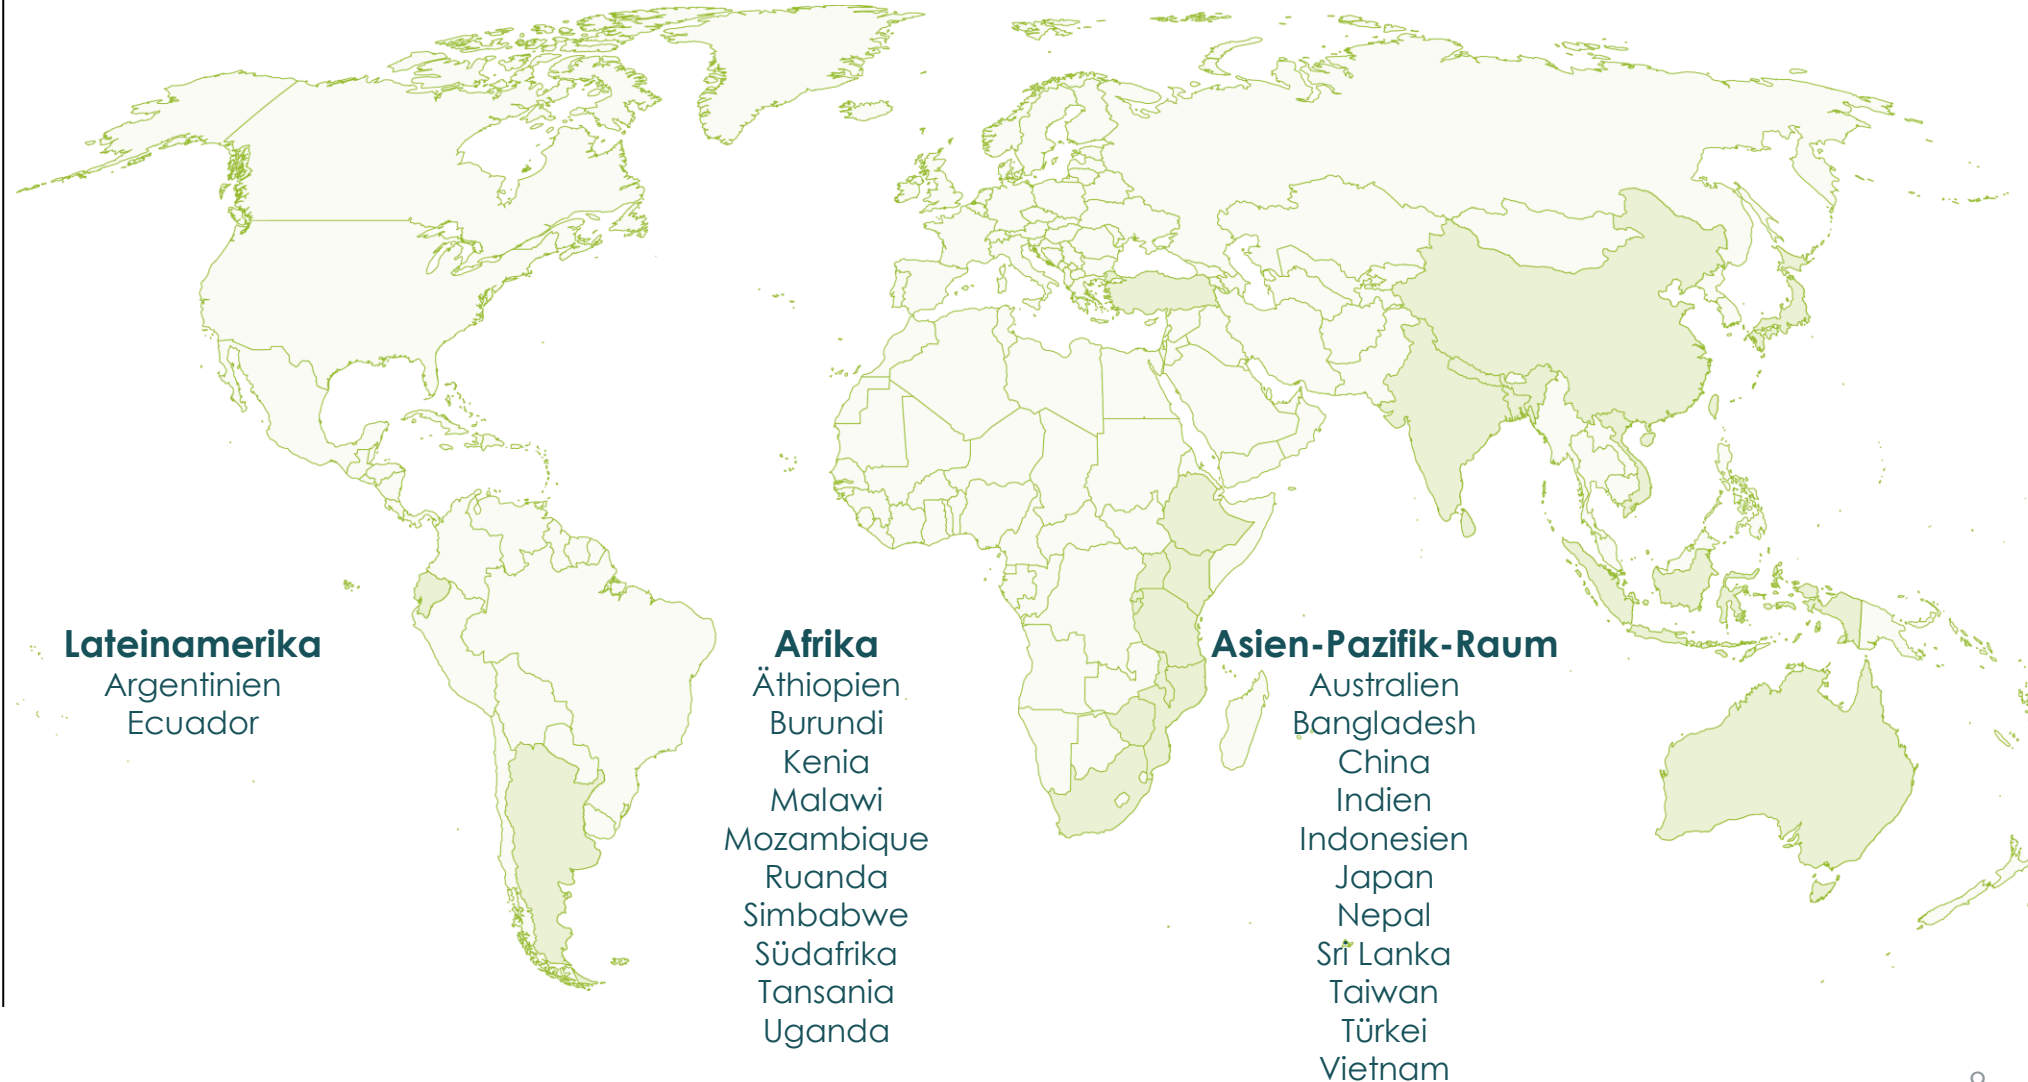 Lateinamerika
Argentinien
Ecuador
Afrika
Äthiopien
Burundi
Kenia
Malawi
Mozambique
Ruanda
Simbabwe
Südafrika
Tansania
Uganda
Asien-Pazifik-Raum
Australien
Bangladesh
China
Indien
Indonesien
Japan
Nepal
Sri Lanka
Taiwan
Türkei
Vietnam